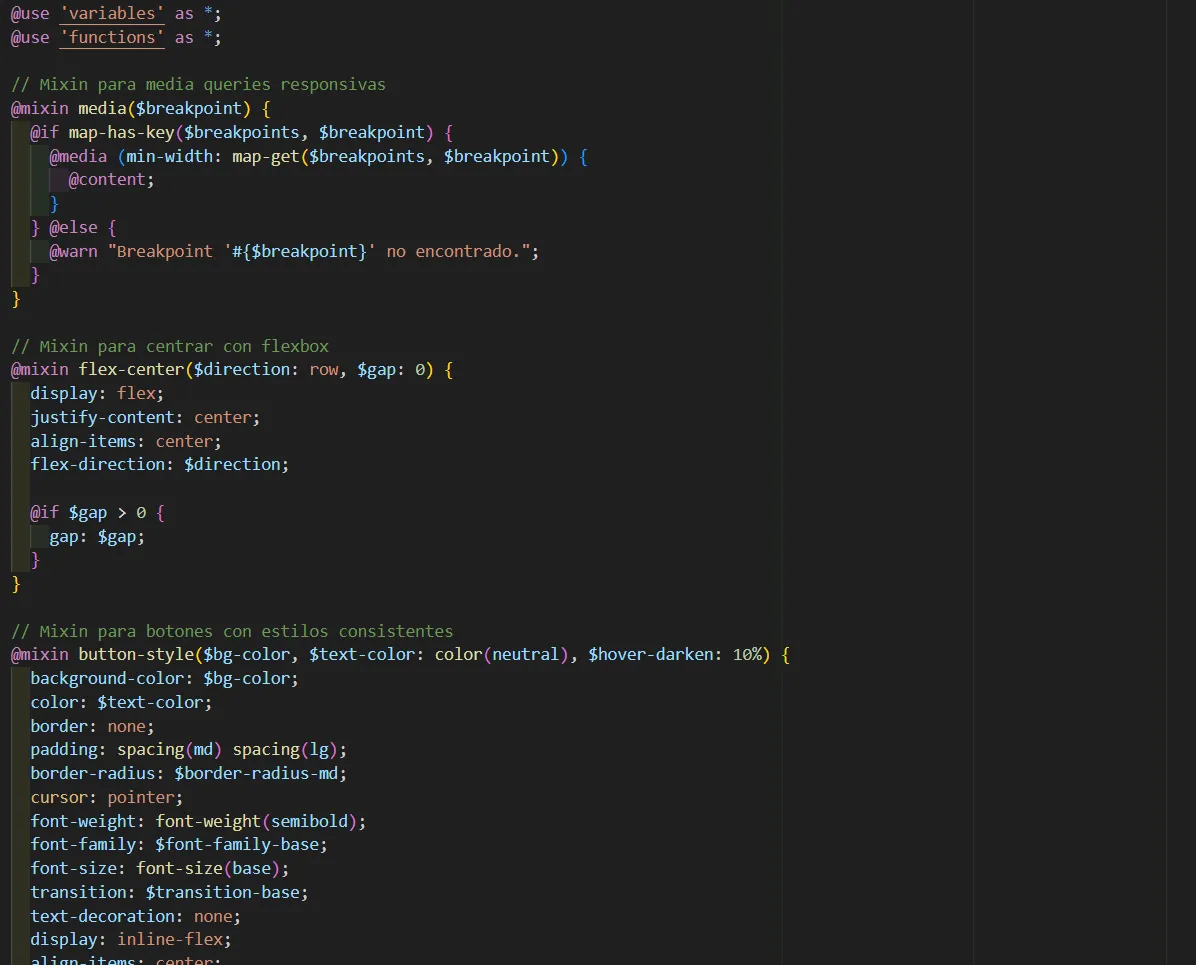 @use 'variables' as *;
@use 'functions' as *;

// Mixin para media queries responsivas
@mixin media($breakpoint) {
  @if map-has-key($breakpoints, $breakpoint) {
    @media (min-width: map-get($breakpoints, $breakpoint)) {
      @content;
    }
  } @else {
    @warn "Breakpoint '#{$breakpoint}' no encontrado.";
  }
}

// Mixin para centrar con flexbox
@mixin flex-center($direction: row, $gap: 0) {
  display: flex;
  justify-content: center;
  align-items: center;
  flex-direction: $direction;

  @if $gap > 0 {
    gap: $gap;
  }
}

// Mixin para botones con estilos consistentes
@mixin button-style($bg-color, $text-color: color(neutral), $hover-darken: 10%) {
  background-color: $bg-color;
  color: $text-color;
  border: none;
  padding: spacing(md) spacing(lg);
  border-radius: $border-radius-md;
  cursor: pointer;
  font-weight: font-weight(semibold);
  font-family: $font-family-base;
  font-size: font-size(base);
  transition: $transition-base;
  text-decoration: none;
  display: inline-flex;
  align-items: center;